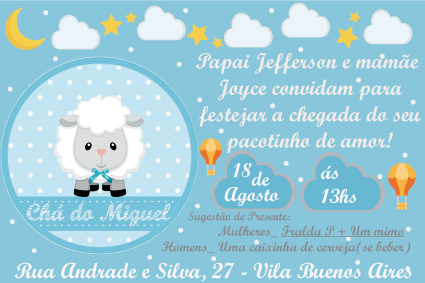 Papai Jefferson e mamãe
Joyce convidam para
festejar a chegada do seu
pacotinho de amor!
18
de
Agosto
ás
13hs
Chá do Miguel
Sugestão de Presente:
Mulheres_ Fralda P + Um mimo
Homens_ Uma caixinha de cerveja( se beber)
Rua Andrade e Silva, 27 - Vila Buenos Aires